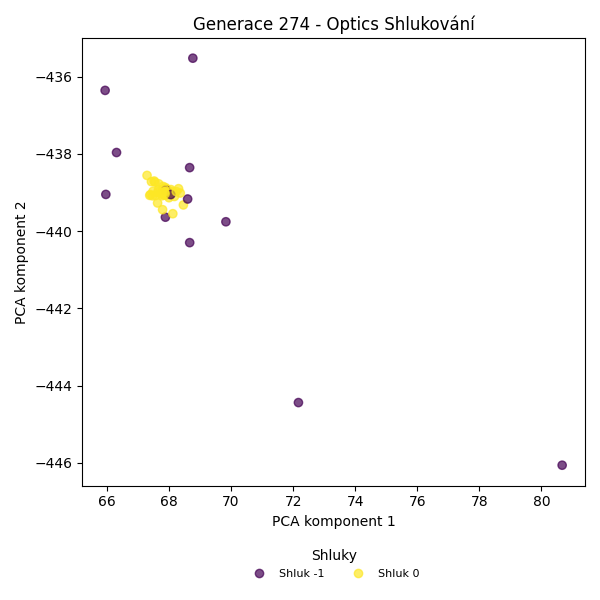 Generace 274 - Optics Shlukování
PCA komponent 2
−436
−438
−440
−442
−444
−446
66 68 70 72 74 76 78 80
PCA komponent 1
Shluky
Shluk -1 Shluk 0